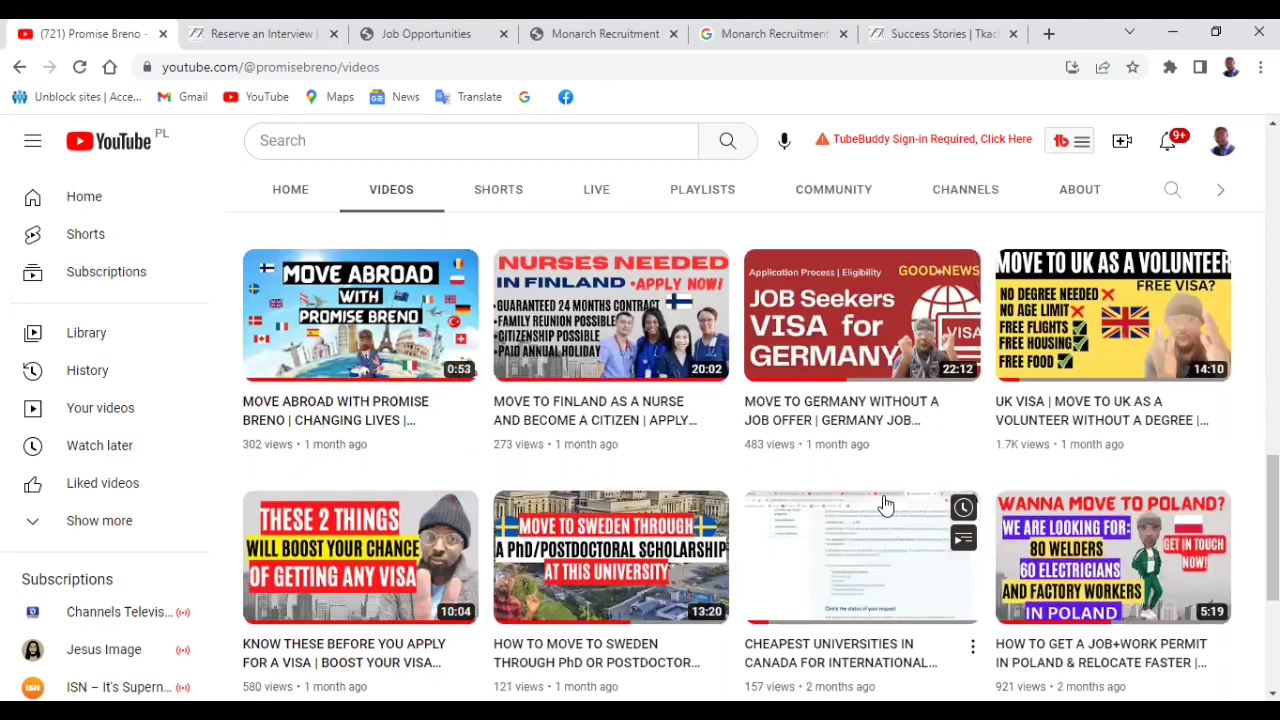 (721) Promise Breno -
Reserve an Interview |
Job Opportunities
Monarch Recruitment
Monarch Recruitment
Success Stories | Tkac
youtube.com/@promisebreno/videos
Unblock sites | Acce...
Gmail
YouTube
Maps
News
Translate
YouTube PL
Search
TubeBuddy Sign-in Required, Click Here
9+
HOME
VIDEOS
SHORTS
LIVE
PLAYLISTS
COMMUNITY
CHANNELS
ABOUT
Home
Shorts
Subscriptions
Library
History
Your videos
Watch later
Liked videos
Show more
Subscriptions
Channels Televis...
Jesus Image
ISN – It's Supern...
MOVE ABROAD
WITH
PROMISE BRENO
0:53
MOVE ABROAD WITH PROMISE
BRENO | CHANGING LIVES |...
302 views • 1 month ago
NURSES NEEDED
IN FINLAND •APPLY NOW!
•GUARANTEED 24 MONTHS CONTRACT
•FAMILY REUNION POSSIBLE
•CITIZENSHIP POSSIBLE
•PAID ANNUAL HOLIDAY
20:02
MOVE TO FINLAND AS A NURSE
AND BECOME A CITIZEN | APPLY...
273 views • 1 month ago
Application Process | Eligibility
GOOD NEWS
JOB Seekers
VISA for
GERMANY
VISA
22:12
MOVE TO GERMANY WITHOUT A
JOB OFFER | GERMANY JOB...
483 views • 1 month ago
MOVE TO UK AS A VOLUNTEER
FREE VISA?
NO DEGREE NEEDED
NO AGE LIMIT
FREE FLIGHTS
FREE HOUSING
FREE FOOD
14:10
UK VISA | MOVE TO UK AS A
VOLUNTEER WITHOUT A DEGREE |...
1.7K views • 1 month ago
THESE 2 THINGS
WILL BOOST YOUR CHANCE
OF GETTING ANY VISA
10:04
KNOW THESE BEFORE YOU APPLY
FOR A VISA | BOOST YOUR VISA...
580 views • 1 month ago
MOVE TO SWEDEN THROUGH
A PhD/POSTDOCTORAL SCHOLARSHIP
AT THIS UNIVERSITY
13:20
HOW TO MOVE TO SWEDEN
THROUGH PhD OR POSTDOCTOR...
121 views • 1 month ago
Check the status of your request
CHEAPEST UNIVERSITIES IN
CANADA FOR INTERNATIONAL...
157 views • 2 months ago
WANNA MOVE TO POLAND?
WE ARE LOOKING FOR:
80 WELDERS
60 ELECTRICIANS
AND FACTORY WORKERS
IN POLAND
GET IN TOUCH
NOW!
5:19
HOW TO GET A JOB+WORK PERMIT
IN POLAND & RELOCATE FASTER |...
921 views • 2 months ago